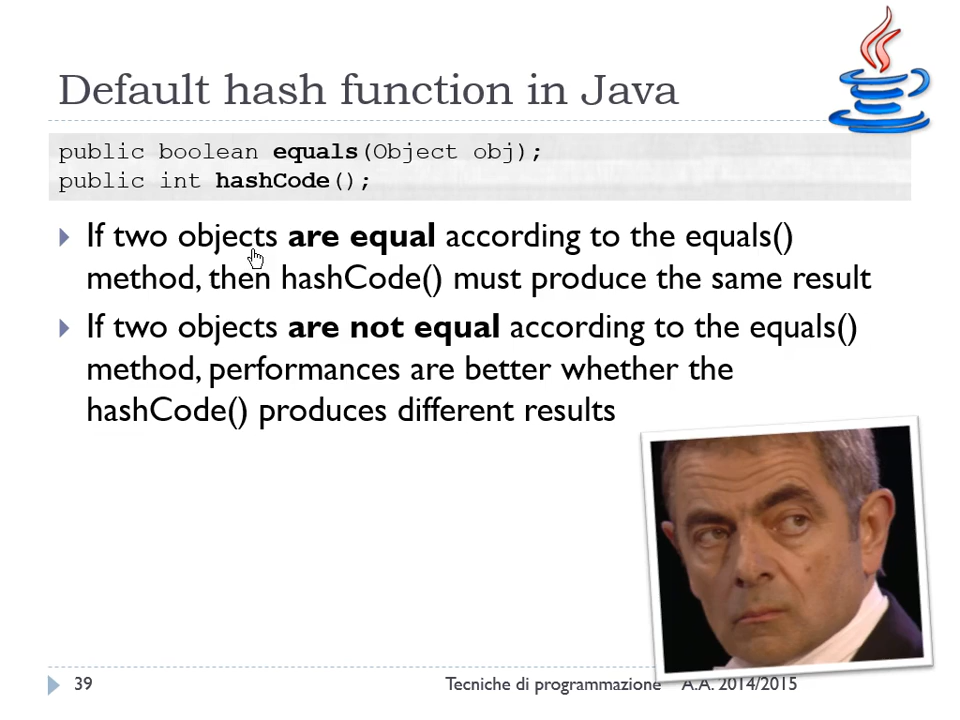 Default hash function in Java
public boolean equals(Object obj);
public int hashCode();
If two objects are equal according to the equals()
method, then hashCode() must produce the same result
If two objects are not equal according to the equals()
method, performances are better whether the
hashCode() produces different results
39 Tecniche di programmazione A.A. 2014/2015